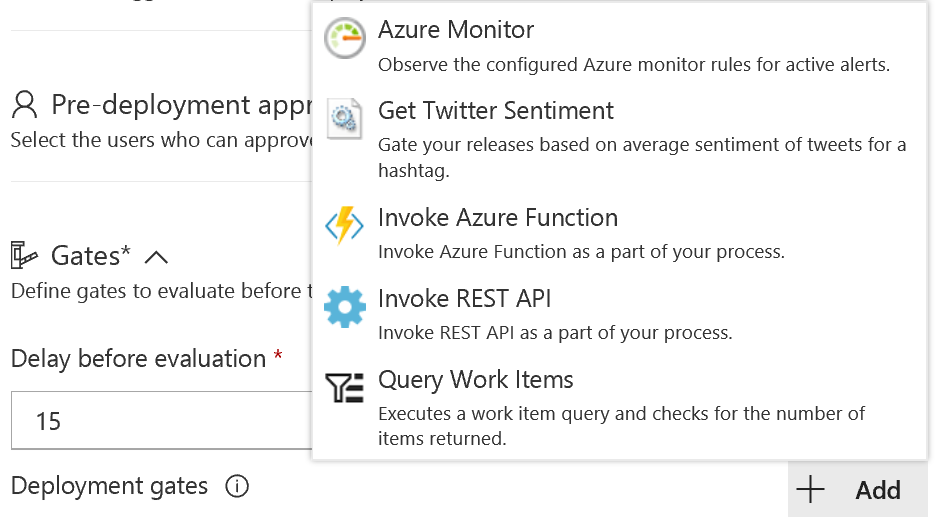 Azure Monitor
Observe the configured Azure monitor rules for active alerts.
Get Twitter Sentiment
Gate your releases based on average sentiment of tweets for a
hashtag.
Invoke Azure Function
Invoke Azure Function as a part of your process.
Invoke REST API
Invoke REST API as a part of your process.
Query Work Items
Executes a work item query and checks for the number of
items returned.
Pre-deployment appr
Select the users who can approv
Gates*
Define gates to evaluate before t
Delay before evaluation *
15
Deployment gates
Add